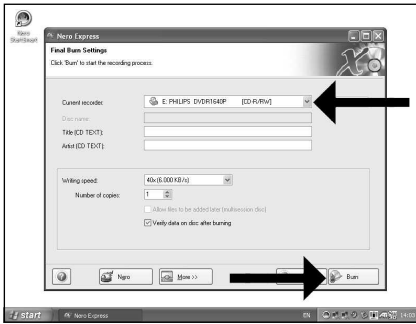 Nero
StartSmart
Nero Express
Final Burn Settings
Click 'Burn' to start the recording process.
Current recorder:
E: PHILIPS DVDR1640P [CD-R/RW]
Disc name:
Title (CD TEXT):
Artist (CD TEXT):
Writing speed:
40x (6.000 KB/s)
Number of copies:
1
Allow files to be added later (multisession disc)
Verify data on disc after burning
Nero
More >>
Burn
start
Nero Express
EN
14:03